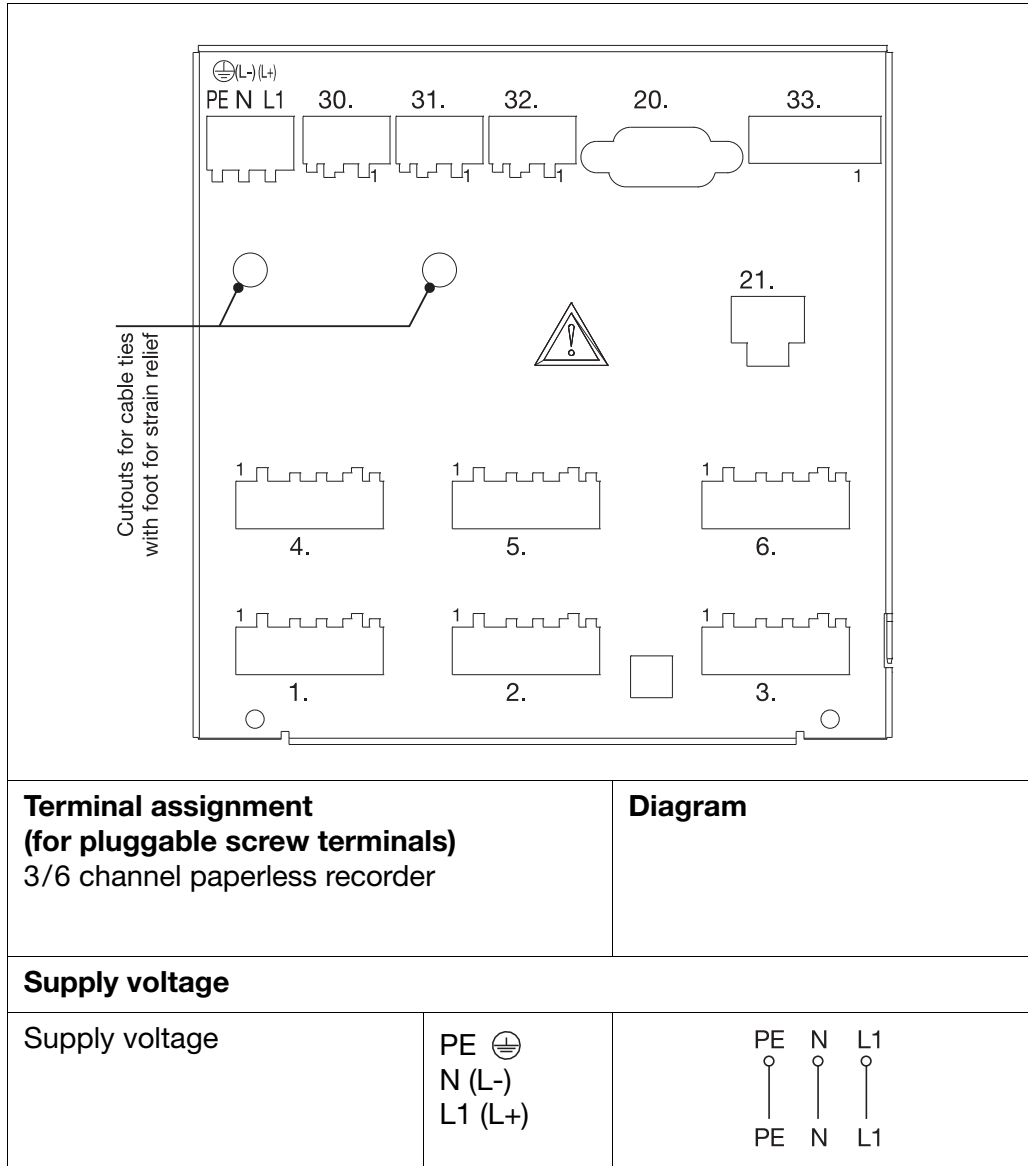 (L-) (L+)
PE N L1 30. 31. 32. 20. 33.
1 1 1 1
21.
Cutouts for cable ties
with foot for strain relief
1 1 1
4. 5. 6.
1 1 1
1. 2. 3.
Terminal assignment
(for pluggable screw terminals)
3/6 channel paperless recorder
Diagram
Supply voltage
Supply voltage
PE
N (L-)
L1 (L+)
PE N L1
PE N L1